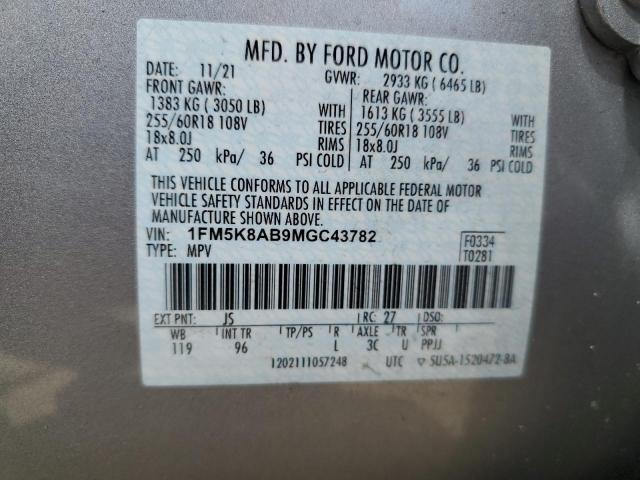 MFD. BY FORD MOTOR CO.
DATE: 11/21 GVWR: 2933 KG ( 6465 LB)
FRONT GAWR: REAR GAWR:
1383 KG ( 3050 LB) WITH 1613 KG ( 3555 LB) WITH
255/60R18 108V TIRES 255/60R18 108V TIRES
18x8.0J RIMS 18x8.0J RIMS
AT 250 kPa/ 36 PSI COLD AT 250 kPa/ 36 PSI COLD
THIS VEHICLE CONFORMS TO ALL APPLICABLE FEDERAL MOTOR
VEHICLE SAFETY STANDARDS IN EFFECT ON THE DATE OF
MANUFACTURE SHOWN ABOVE.
VIN: 1FM5K8AB9MGC43782 F0334
TYPE: MPV T0281
EXT PNT: JS RC: 27 DSO:
WB INT TR TP/PS R AXLE TR SPR
119 96 L 3C U PPJJ
1202111057248 UTC ▽ SU5A-1520472-BA